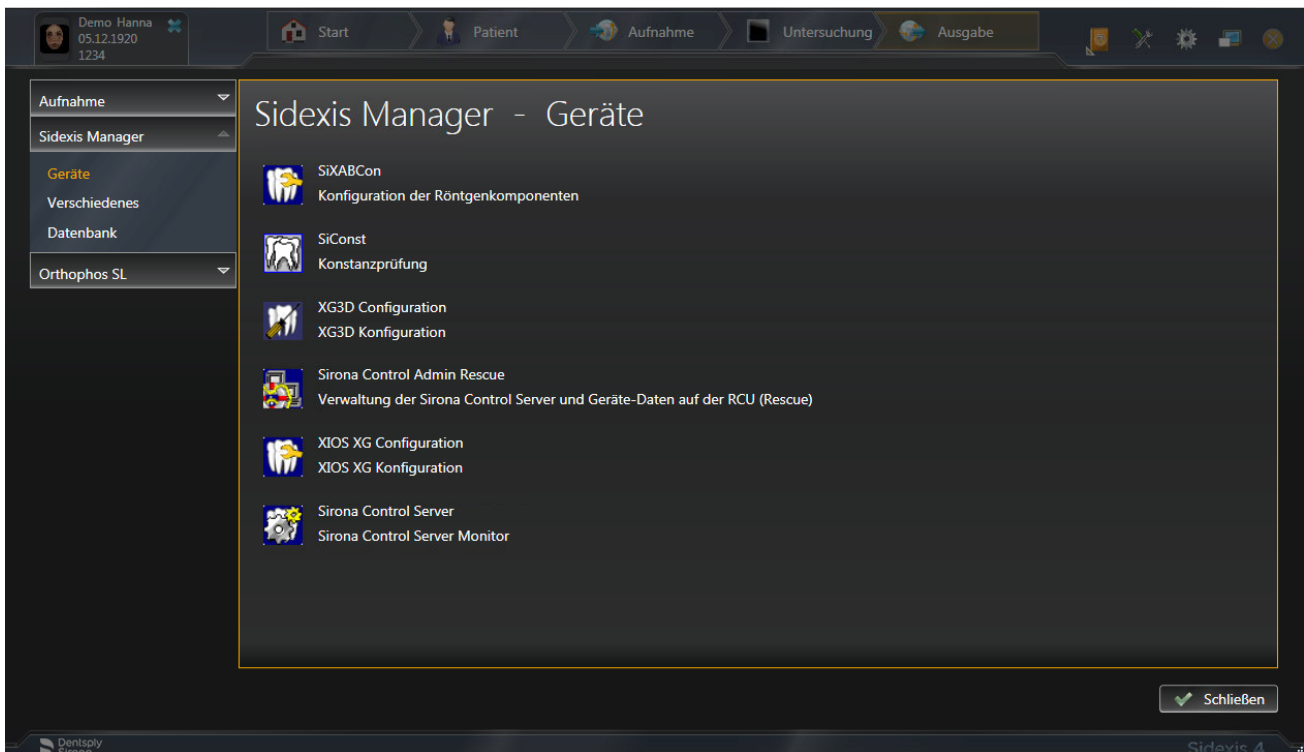 Demo Hanna
05.12.1920
1234
Start
Patient
Aufnahme
Untersuchung
Ausgabe
Aufnahme
Sidexis Manager
Geräte
Verschiedenes
Datenbank
Orthophos SL
Sidexis Manager - Geräte
SiXABCon
Konfiguration der Röntgenkomponenten
SiConst
Konstanzprüfung
XG3D Configuration
XG3D Konfiguration
Sirona Control Admin Rescue
Verwaltung der Sirona Control Server und Geräte-Daten auf der RCU (Rescue)
XIOS XG Configuration
XIOS XG Konfiguration
Sirona Control Server
Sirona Control Server Monitor
Schließen
Dentsply
Sirona
Sidexis 4